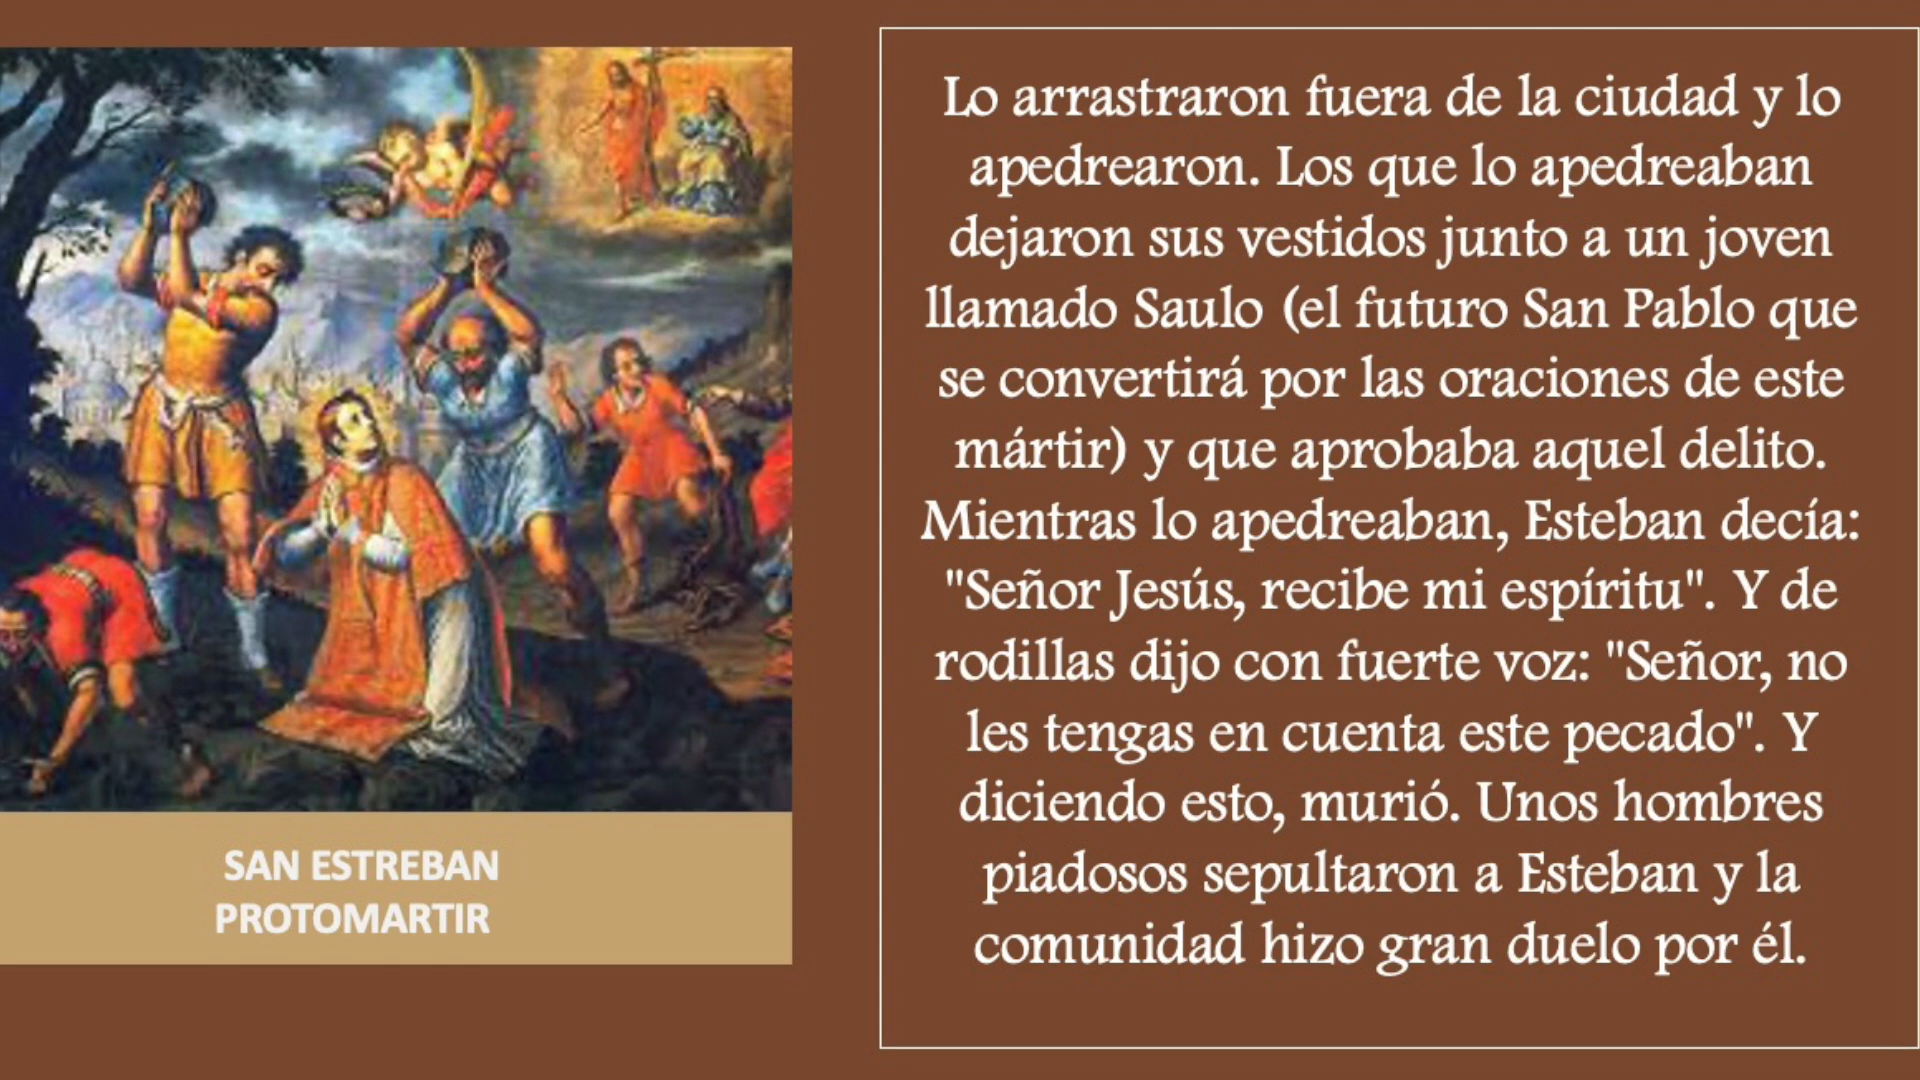 SAN ESTREBAN
PROTOMARTIR
Lo arrastraron fuera de la ciudad y lo
apedrearon. Los que lo apedreaban
dejaron sus vestidos junto a un joven
llamado Saulo (el futuro San Pablo que
se convertirá por las oraciones de este
mártir) y que aprobaba aquel delito.
Mientras lo apedreaban, Esteban decía:
"Señor Jesús, recibe mi espíritu". Y de
rodillas dijo con fuerte voz: "Señor, no
les tengas en cuenta este pecado". Y
diciendo esto, murió. Unos hombres
piadosos sepultaron a Esteban y la
comunidad hizo gran duelo por él.